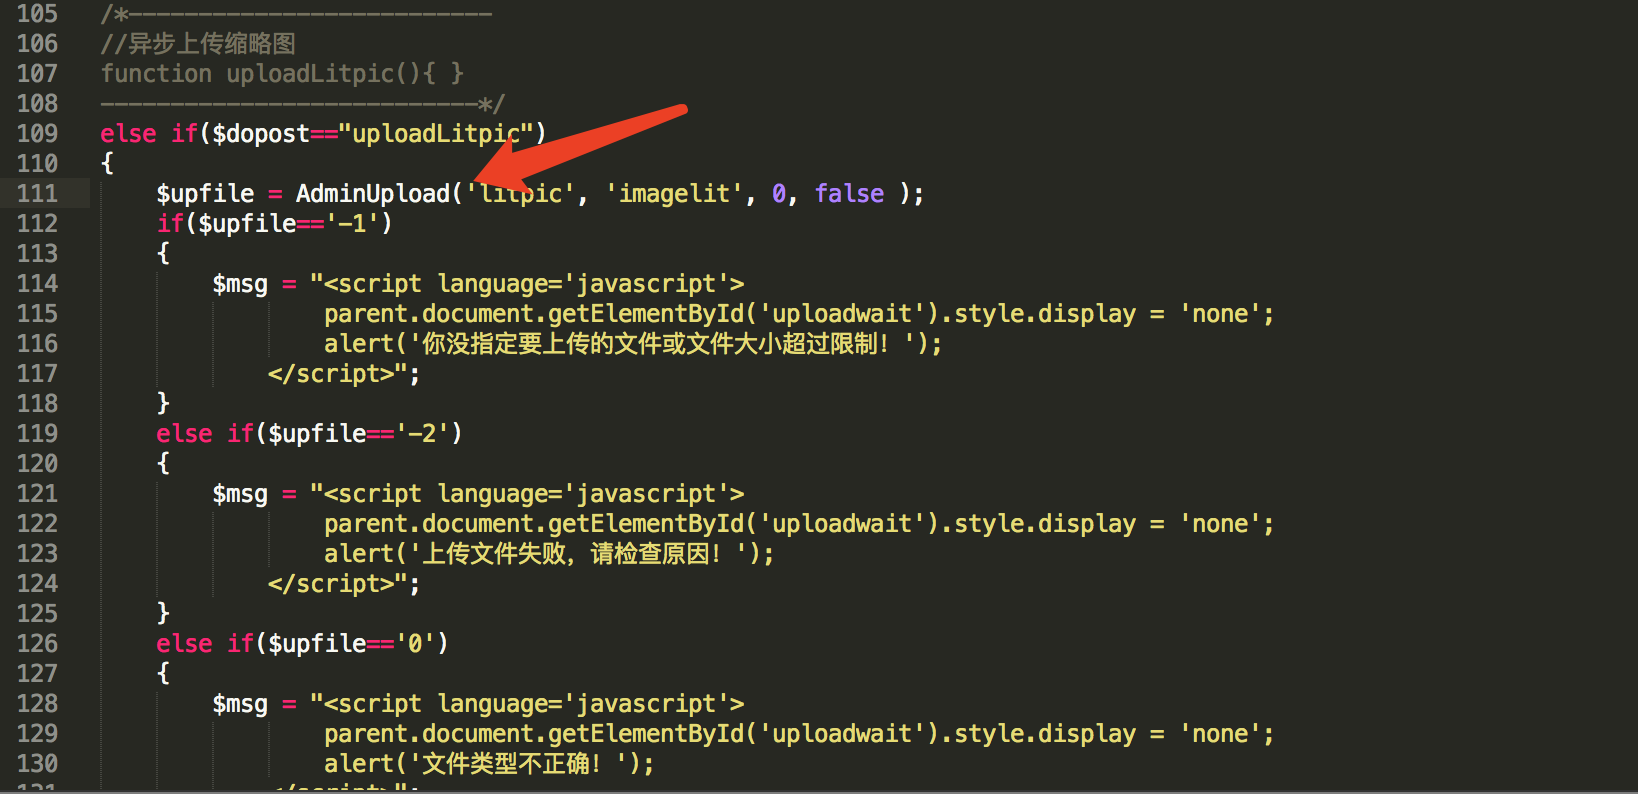 105 /*--------------------------
106 //异步上传缩略图
107 function uploadLitpic(){ }
108 ---------------------------*/
109 else if($dopost=="uploadLitpic")
110 {
111     $upfile = AdminUpload('litpic', 'imagelit', 0, false );
112     if($upfile=='-1')
113     {
114         $msg = "<script language='javascript'>
115                 parent.document.getElementById('uploadwait').style.display = 'none';
116                 alert('你没指定要上传的文件或文件大小超过限制！');
117             </script>";
118     }
119     else if($upfile=='-2')
120     {
121         $msg = "<script language='javascript'>
122                 parent.document.getElementById('uploadwait').style.display = 'none';
123                 alert('上传文件失败，请检查原因！');
124             </script>";
125     }
126     else if($upfile=='0')
127     {
128         $msg = "<script language='javascript'>
129                 parent.document.getElementById('uploadwait').style.display = 'none';
130                 alert('文件类型不正确！');
131             </script>";